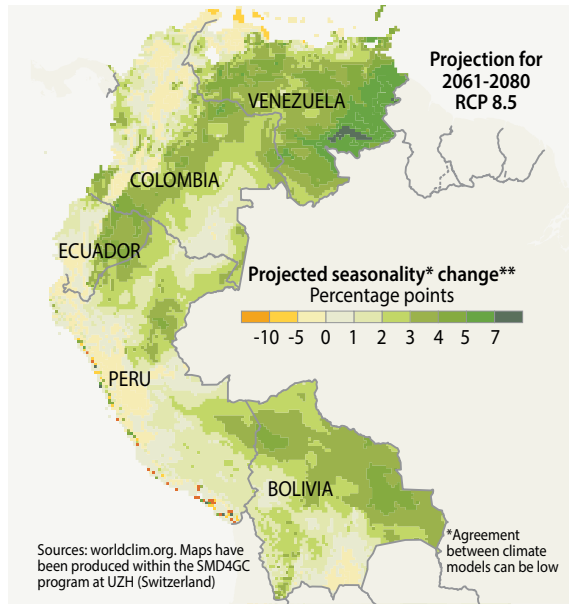 Projection for
2061-2080
RCP 8.5
VENEZUELA
COLOMBIA
ECUADOR
Projected seasonality* change**
Percentage points
-10 -5 0 1 2 3 4 5 6 7
PERU
BOLIVIA
*Agreement
between climate
models can be low
Sources: worldclim.org. Maps have
been produced within the SMD4GC
program at UZH (Switzerland)